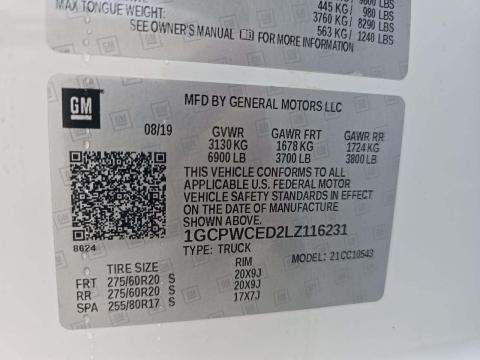 MAX TONGUE WEIGHT: 445 KG/ 980 LBS
3760 KG/ 8290 LBS
563 KG/ 1240 LBS
SEE OWNER'S MANUAL FOR MORE INFORMATION
GM
MFD BY GENERAL MOTORS LLC
08/19 GVWR GAWR FRT GAWR RR
3130 KG 1678 KG 1724 KG
6900 LB 3700 LB 3800 LB
THIS VEHICLE CONFORMS TO ALL
APPLICABLE U.S. FEDERAL MOTOR
VEHICLE SAFETY STANDARDS IN EFFECT
ON THE DATE OF MANUFACTURE
SHOWN ABOVE.
1GCPWCED2LZ116231
8624
TYPE: TRUCK
MODEL: 21CC10543
TIRE SIZE RIM
FRT 275/60R20 S 20X9J
RR 275/60R20 S 20X9J
SPA 255/80R17 S 17X7J